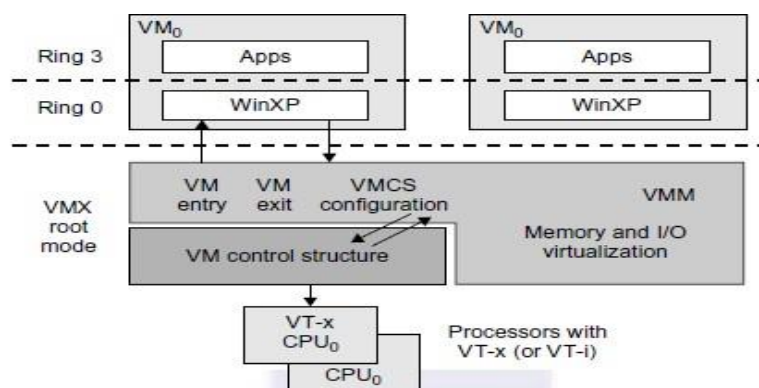 VM0
VM0
Ring 3
Apps
Apps
Ring 0
WinXP
WinXP
VMX
root
mode
VM
entry
VM
exit
VMCS
configuration
VMM
Memory and I/O
virtualization
VM control structure
VT-x
CPU0
CPU0
Processors with
VT-x (or VT-i)